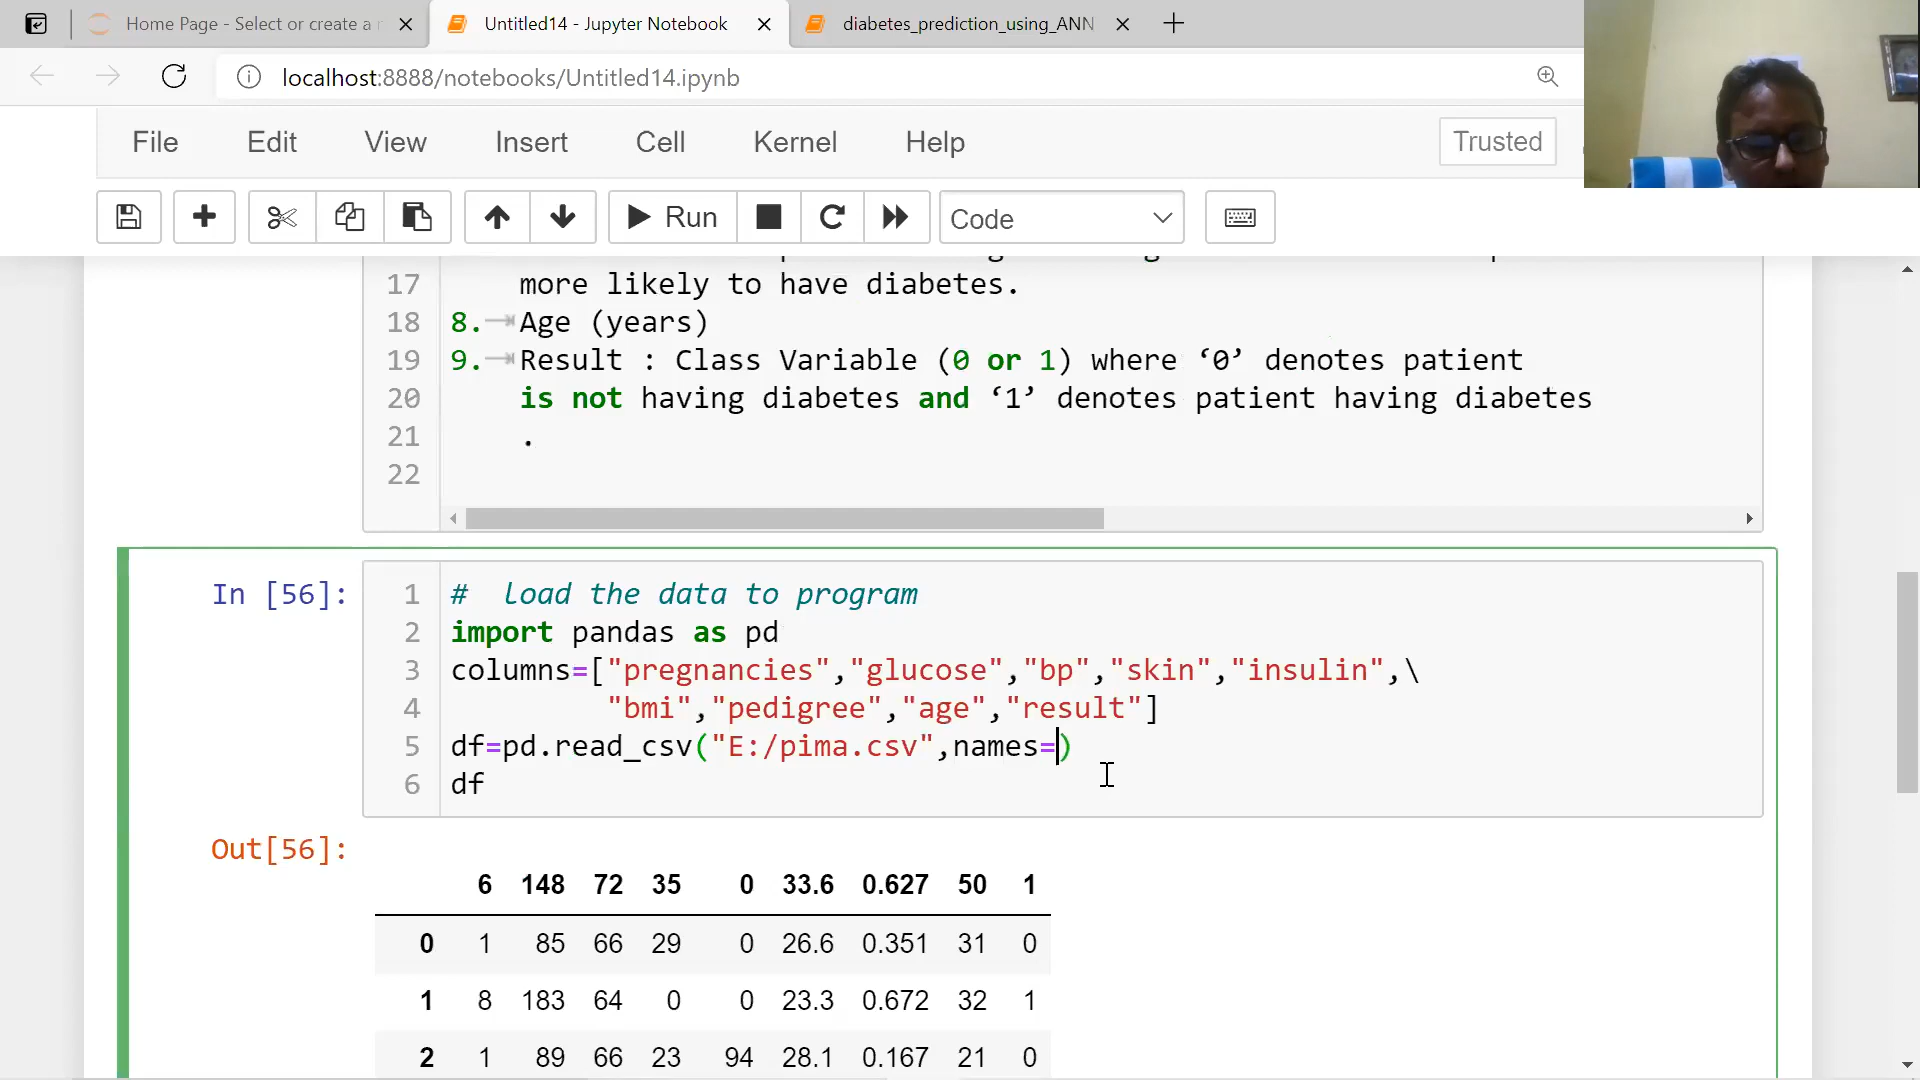 Home Page - Select or create a n
Untitled14 - Jupyter Notebook
diabetes_prediction_using_ANN
localhost:8888/notebooks/Untitled14.ipynb
File Edit View Insert Cell Kernel Help Trusted
Run Code
17 more likely to have diabetes.
18 8. Age (years)
19 9. Result : Class Variable (0 or 1) where ‘0’ denotes patient
20 is not having diabetes and ‘1’ denotes patient having diabetes
21 .
22
In [56]: 1 # Load the data to program
2 import pandas as pd
3 columns=["pregnancies","glucose","bp","skin","insulin",\
4 "bmi","pedigree","age","result"]
5 df=pd.read_csv("E:/pima.csv",names=)
6 df
Out[56]:
6 148 72 35 0 33.6 0.627 50 1
0 1 85 66 29 0 26.6 0.351 31 0
1 8 183 64 0 0 23.3 0.672 32 1
2 1 89 66 23 94 28.1 0.167 21 0